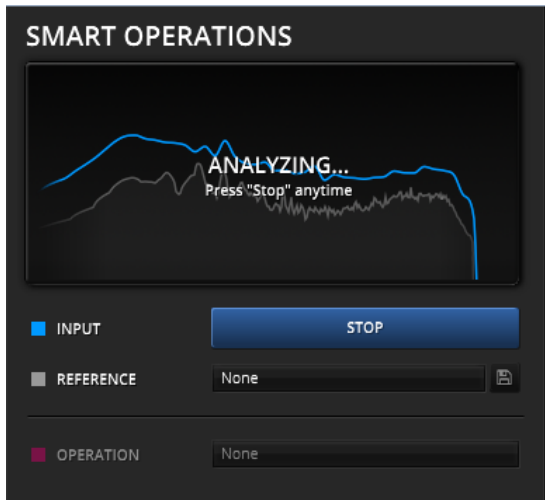 SMART OPERATIONS
ANALYZING...
Press "Stop" anytime
INPUT
STOP
REFERENCE
None
OPERATION
None